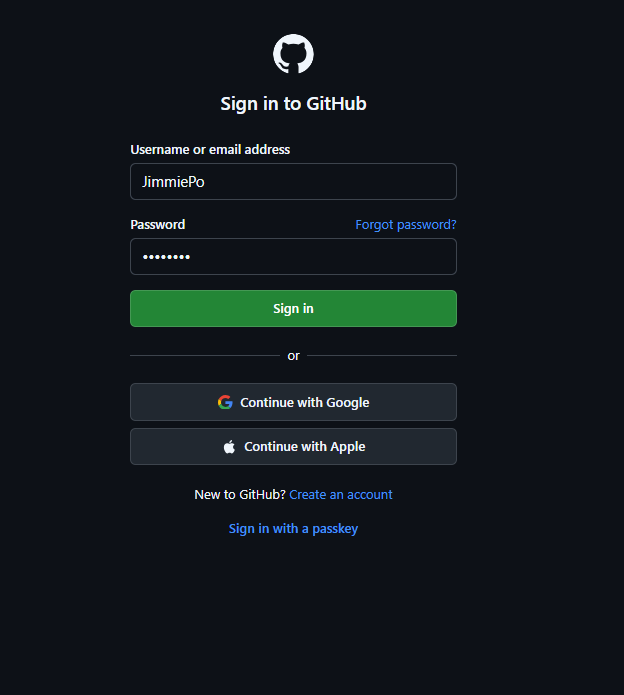 Sign in to GitHub
Username or email address
JimmiePo
Password Forgot password?
••••••••
Sign in
or
Continue with Google
Continue with Apple
New to GitHub? Create an account
Sign in with a passkey